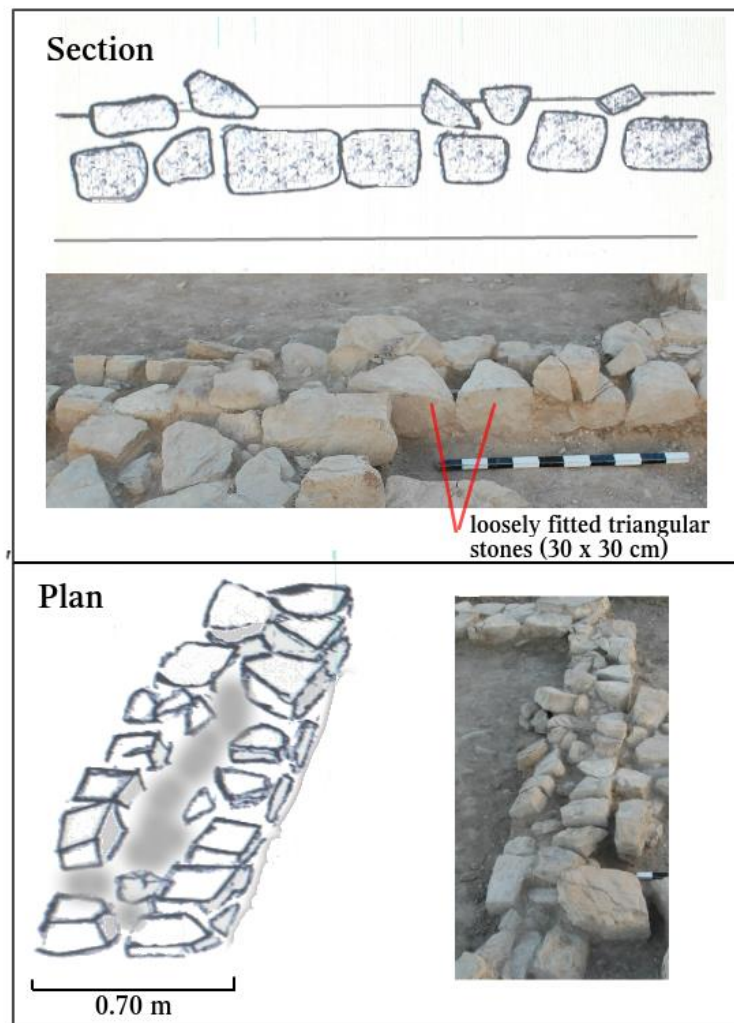 Section
loosely fitted triangular
stones (30 x 30 cm)
Plan
0.70 m